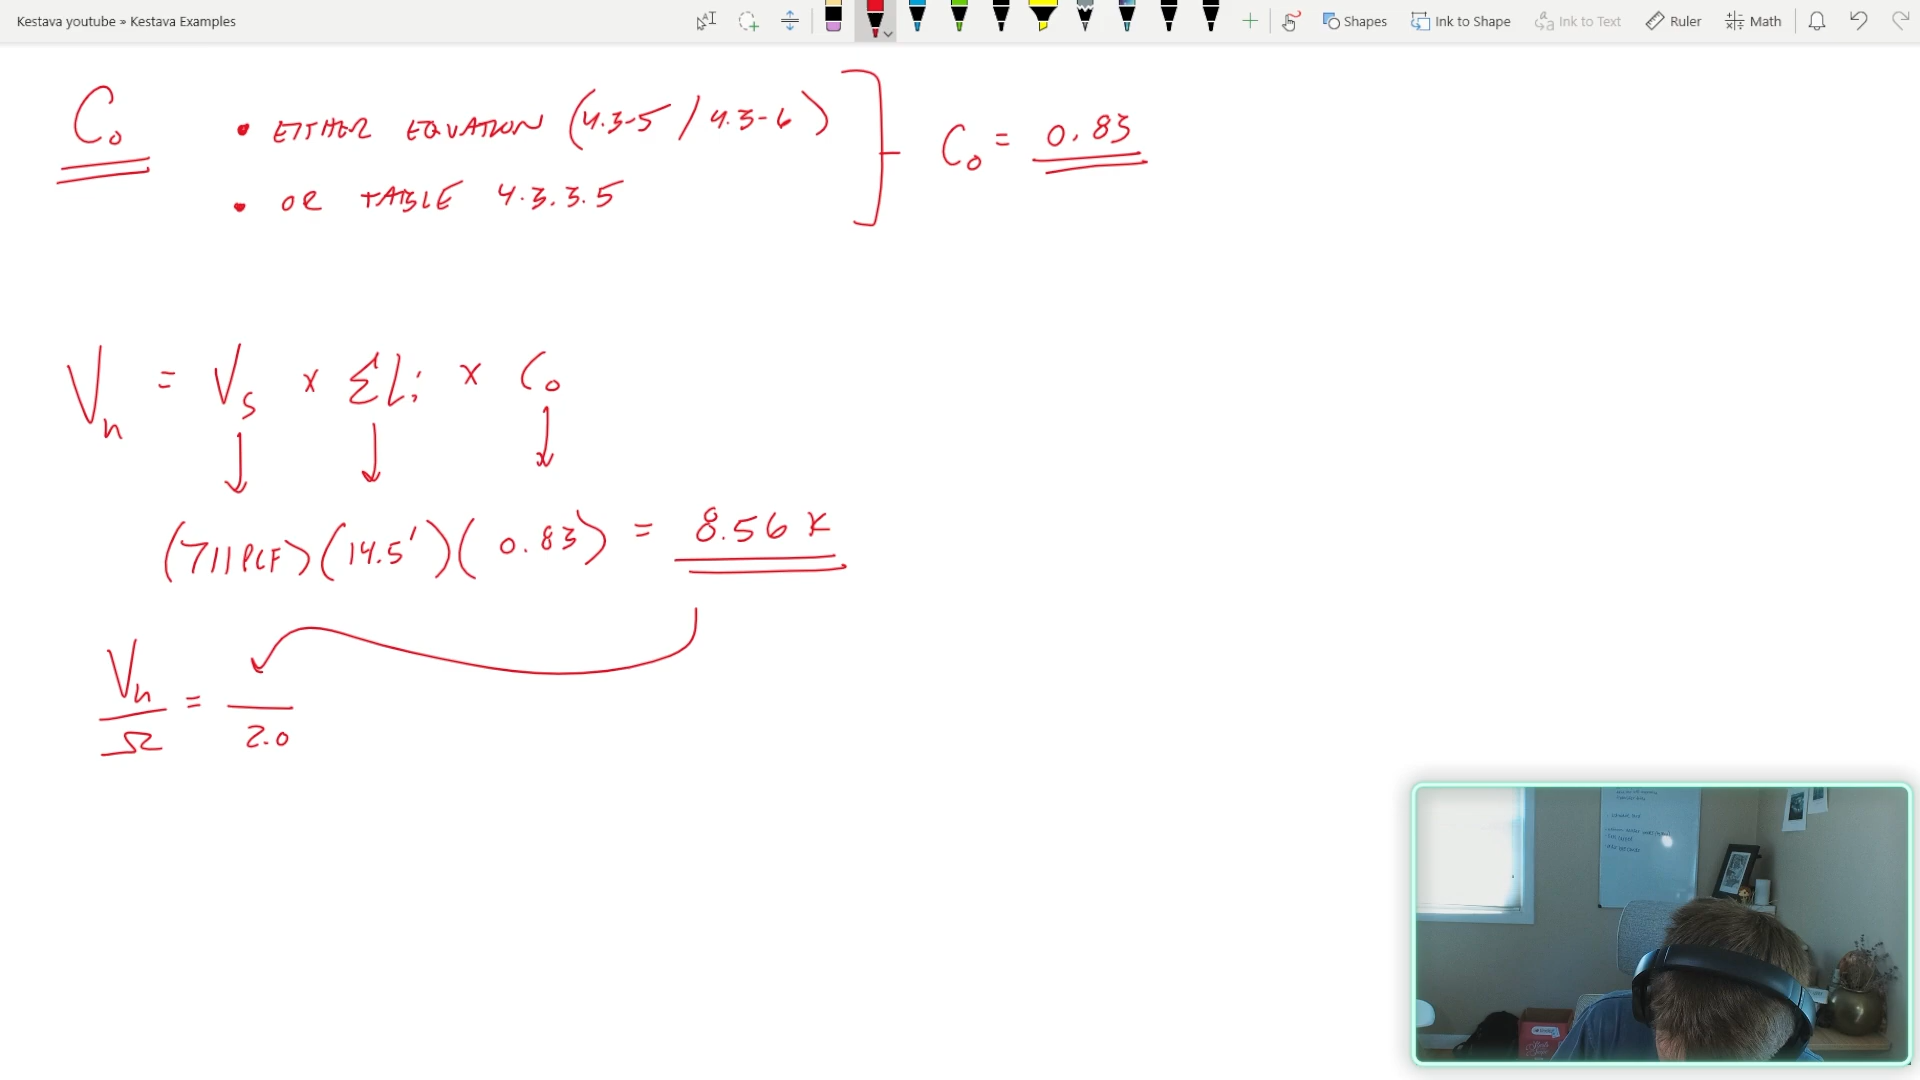 Kestava youtube » Kestava Examples
Shapes Ink to Shape Ink to Text Ruler Math
C₀ • EITHER EQUATION (4.3-5 / 4.3-6) C₀ = 0.83
• OR TABLE 4.3.3.5
Vn = Vs x ΣLi x C₀
(711PLF)(14.5')(0.83) = 8.56 K
Vn/Ω = /2.0